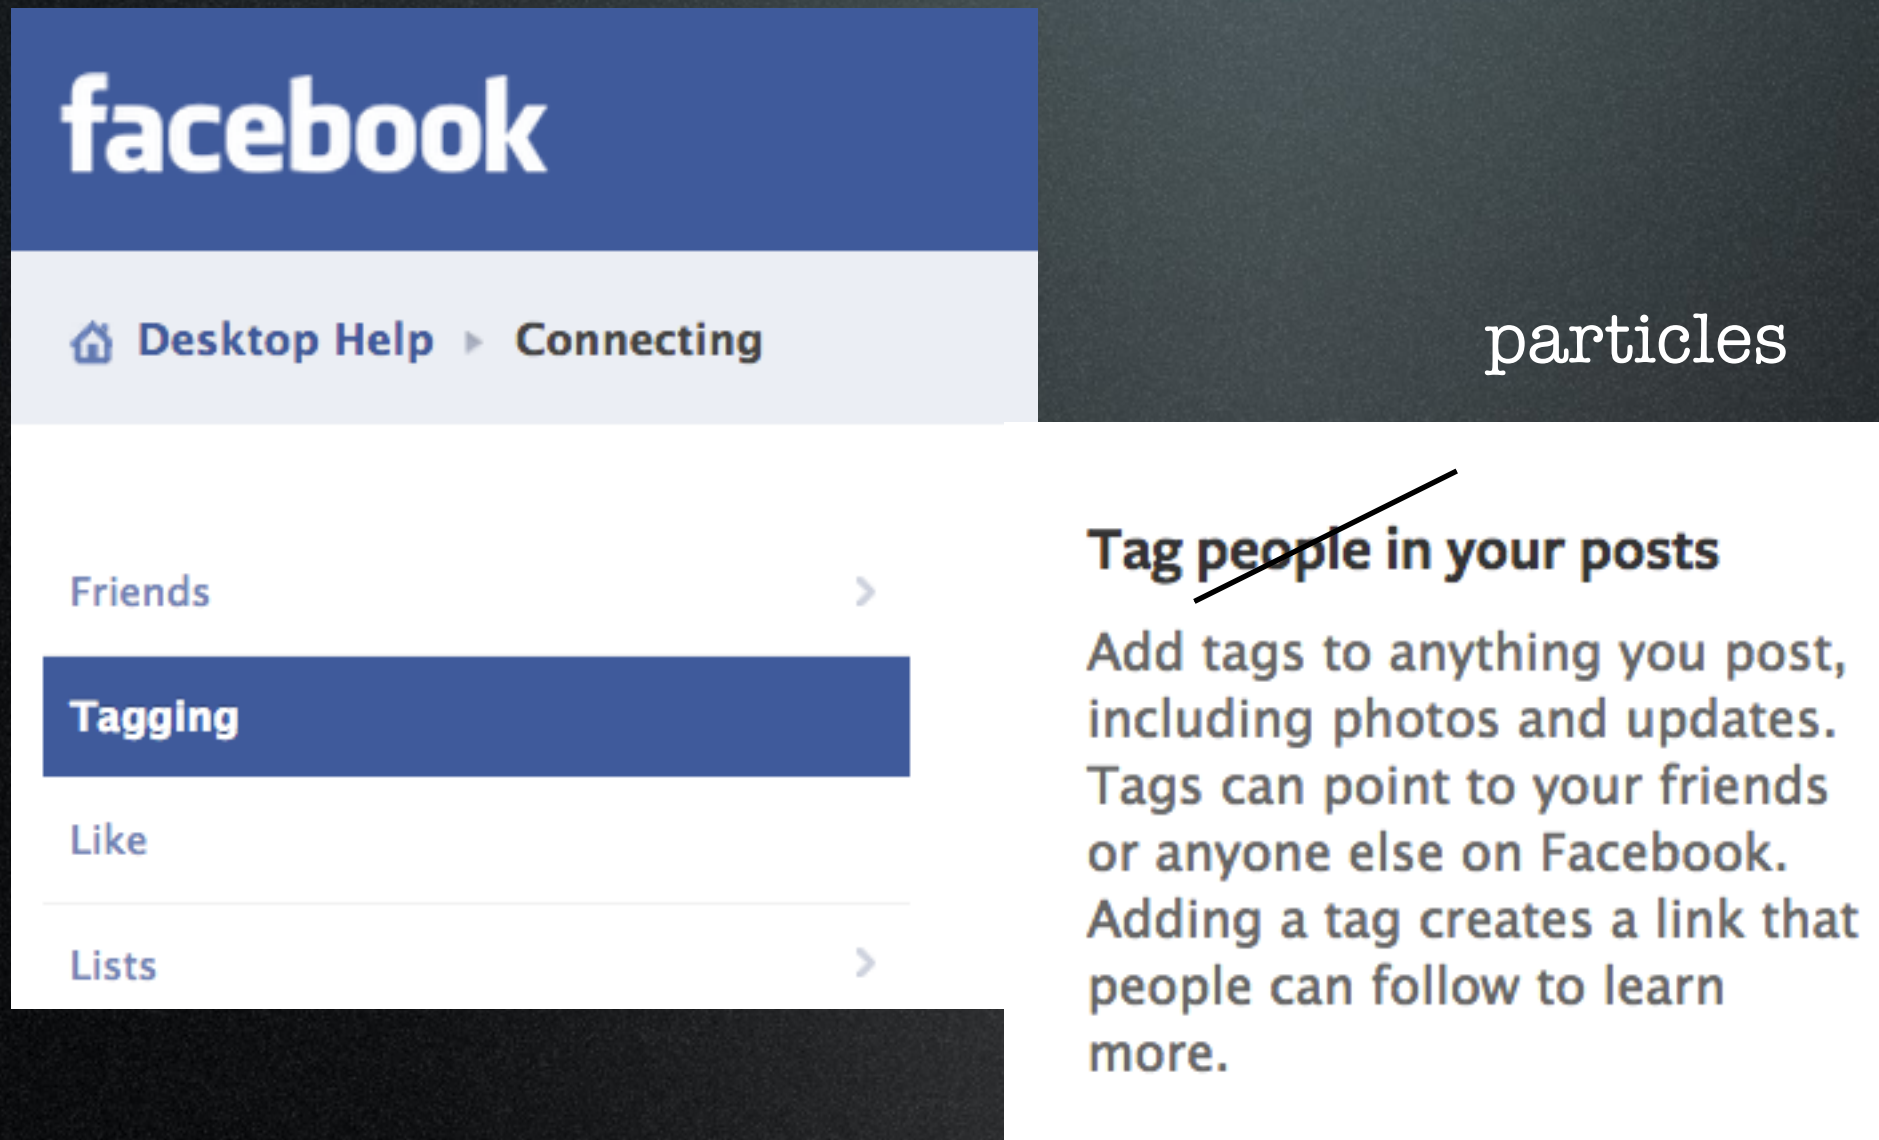 facebook
Desktop Help
Connecting
particles
Friends
Tagging
Like
Lists
Tag people in your posts
Add tags to anything you post,
including photos and updates.
Tags can point to your friends
or anyone else on Facebook.
Adding a tag creates a link that
people can follow to learn
more.